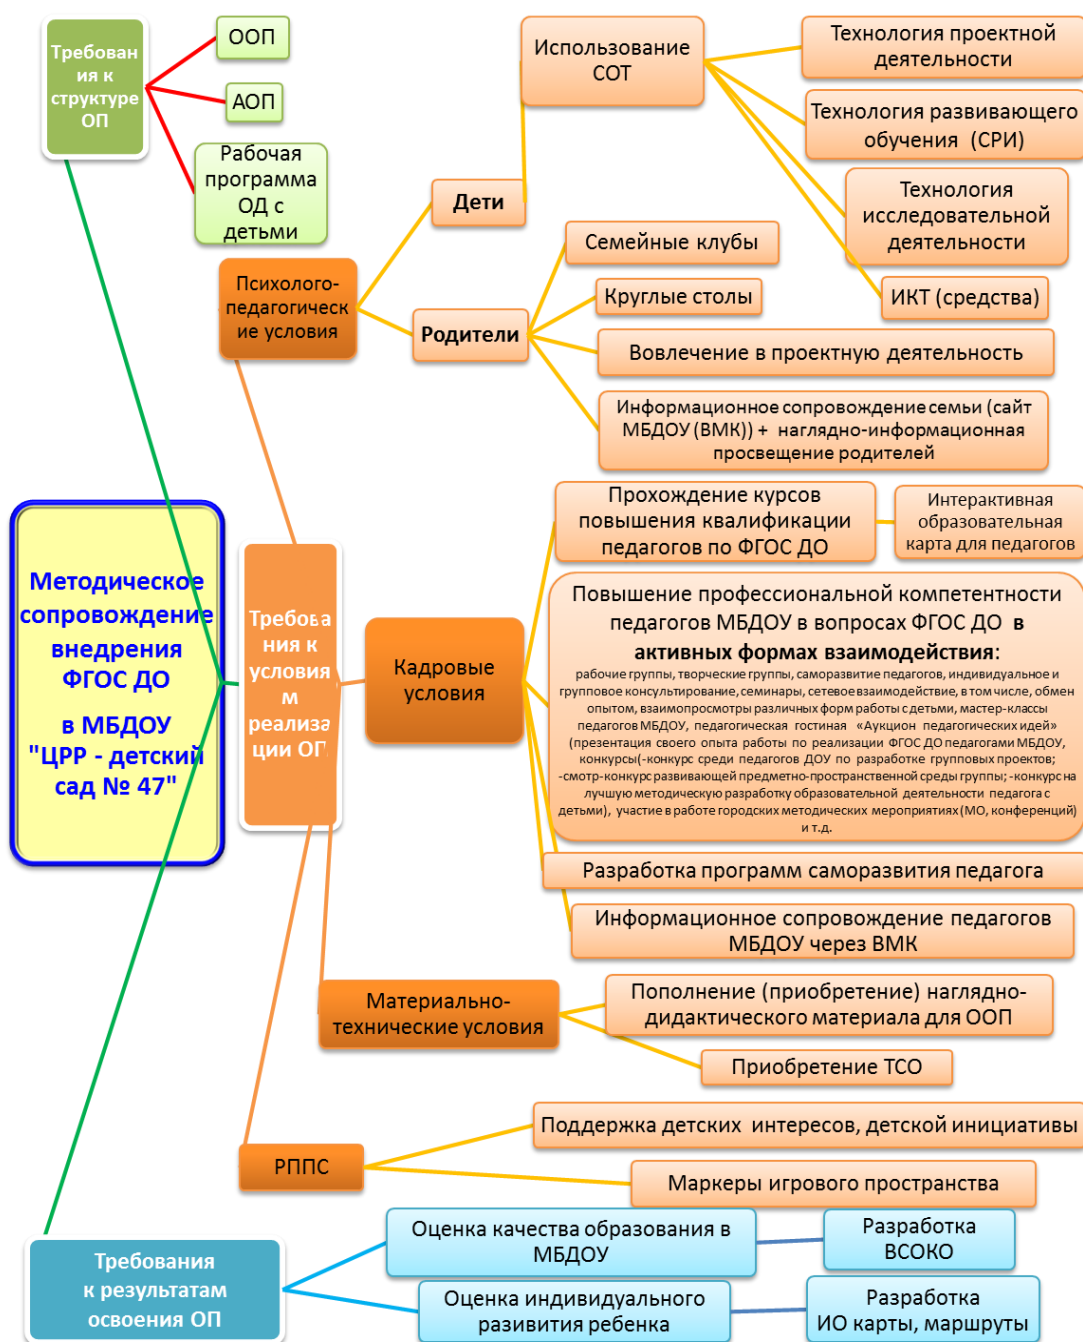 Требован
ия к
структуре
ОП
ООП
АОП
Рабочая
программа
ОД с
детьми
Использование
СОТ
Технология проектной
деятельности
Технология развивающего
обучения (СРИ)
Технология
исследовательной
деятельности
ИКТ (средства)
Дети
Психолого-
педагогическ
ие условия
Родители
Семейные клубы
Круглые столы
Вовлечение в проектную деятельность
Информационное сопровождение семьи (сайт
МБДОУ (ВМК)) + наглядно-информационная
просвещение родителей
Методическое
сопровождение
внедрения
ФГОС ДО
в МБДОУ
"ЦРР - детский
сад № 47"
Требова
ния к
условия
м
реализа
ции ОП
Кадровые
условия
Прохождение курсов
повышения квалификации
педагогов по ФГОС ДО
Интерактивная
образовательная
карта для педагогов
Повышение профессиональной компетентности
педагогов МБДОУ в вопросах ФГОС ДО в
активных формах взаимодействия:
рабочие группы, творческие группы, саморазвитие педагогов, индивидуальное и
групповое консультирование, семинары, сетевое взаимодействие, в том числе, обмен
опытом, взаимопросмотры различных форм работы с детьми, мастер-классы
педагогов МБДОУ, педагогическая гостиная «Аукцион педагогических идей»
(презентация своего опыта работы по реализации ФГОС ДО педагогами МБДОУ,
конкурсы(-конкурс среди педагогов ДОУ по разработке групповых проектов;
-смотр-конкурс развивающей предметно-пространственной среды группы; -конкурс на
лучшую методическую разработку образовательной деятельности педагога с
детьми), участие в работе городских методических мероприятиях (МО, конференций)
и т.д.
Разработка программ саморазвития педагога
Информационное сопровождение педагогов
МБДОУ через ВМК
Материально-
технические условия
Пополнение (приобретение) наглядно-
дидактического материала для ООП
Приобретение ТСО
РППС
Поддержка детских интересов, детской инициативы
Маркеры игрового пространства
Требования
к результатам
освоения ОП
Оценка качества образования в
МБДОУ
Разработка
ВСОКО
Оценка индивидуального
разивития ребенка
Разработка
ИО карты, маршруты